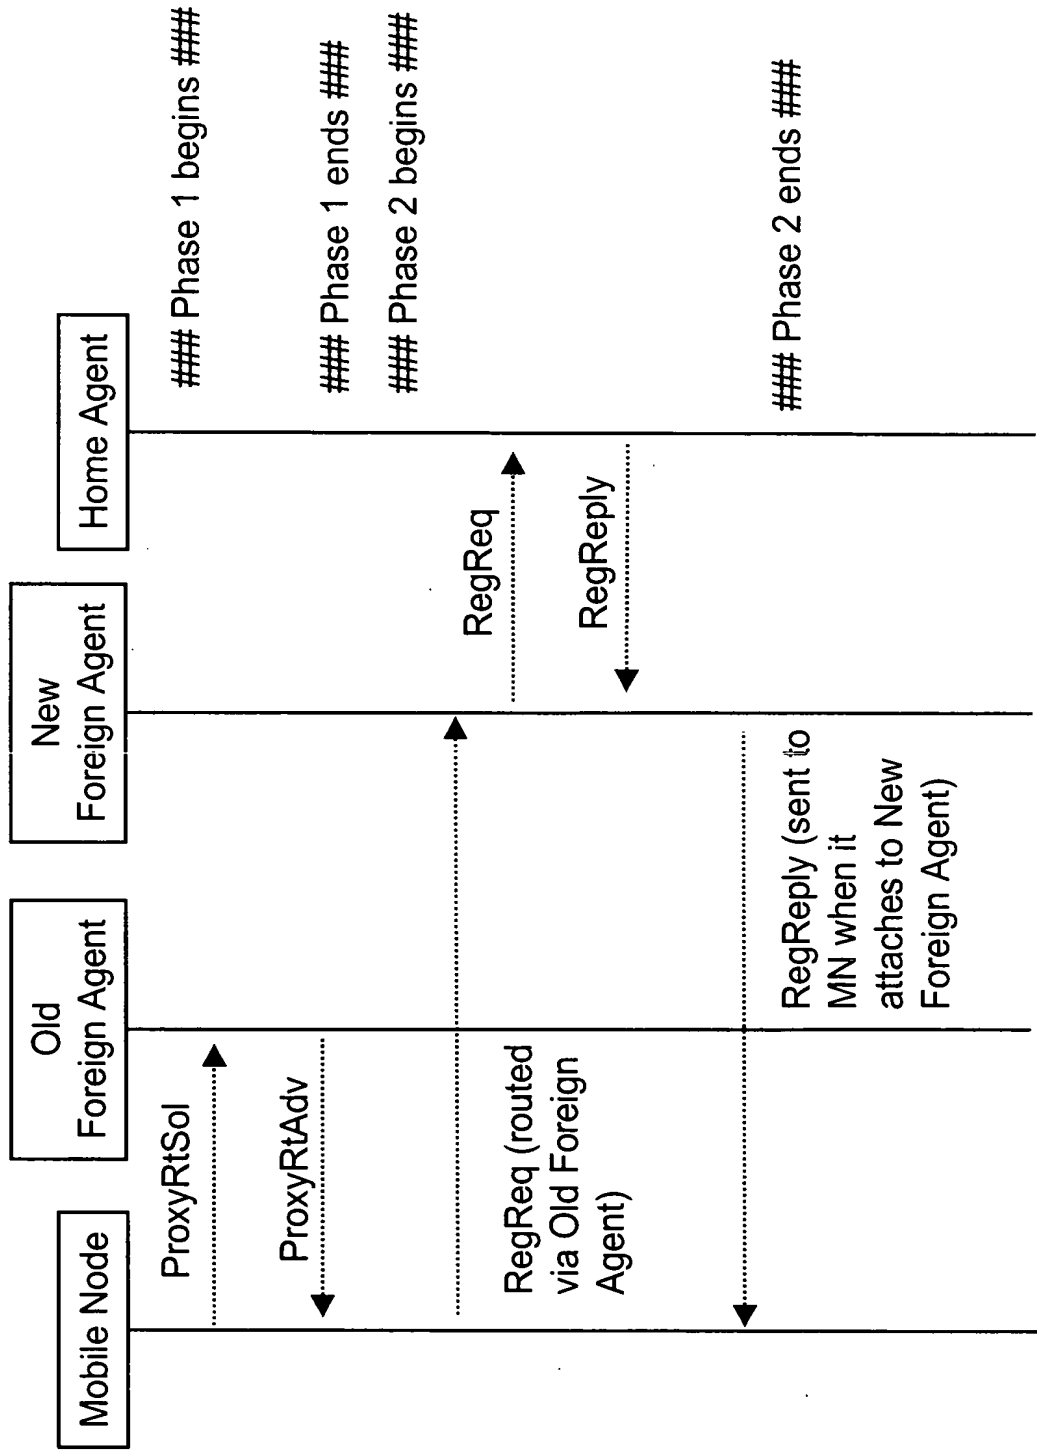 Mobile Node
Old
Foreign Agent
New
Foreign Agent
Home Agent
ProxyRtSol
### Phase 1 begins ###
ProxyRtAdv
### Phase 1 ends ###
### Phase 2 begins ###
RegReq (routed
via Old Foreign
Agent)
RegReq
RegReply
RegReply (sent to
MN when it
attaches to New
Foreign Agent)
### Phase 2 ends ###